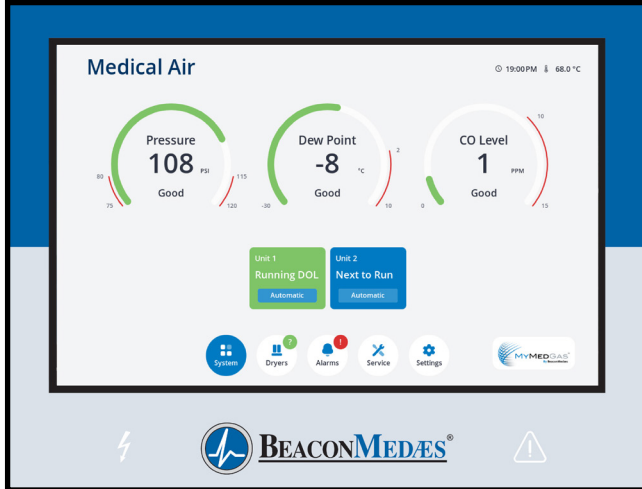 Medical Air
19:00PM 68.0 °C
Pressure
108 PSI
Good
80
75
115
120
Dew Point
-8 °C
Good
-30
2
10
CO Level
1 PPM
Good
0
10
15
Unit 1
Running DOL
Automatic
Unit 2
Next to Run
Automatic
?
!
System
Dryers
Alarms
Service
Settings
MYMEDGAS®
By BeaconMedaes
BEACONMEDÆS®